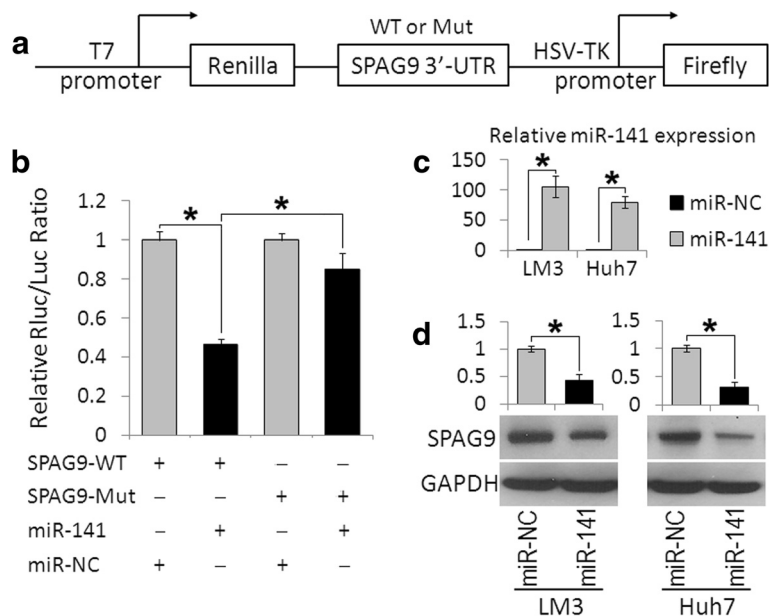 a
T7
promoter
Renilla
WT or Mut
SPAG9 3’-UTR
HSV-TK
promoter
Firefly
b
Relative Rluc/Luc Ratio
1.2
1
0.8
0.6
0.4
0.2
0
*
*
SPAG9-WT + + – –
SPAG9-Mut – – + +
miR-141 – + – +
miR-NC + – + –
c
Relative miR-141 expression
150
100
50
0
*
*
LM3
Huh7
miR-NC
miR-141
d
1.5
1
0.5
0
*
1.5
1
0.5
0
*
SPAG9
GAPDH
miR-NC
miR-141
miR-NC
miR-141
LM3
Huh7